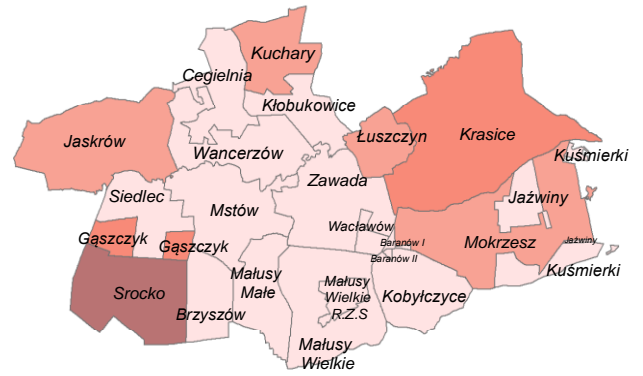 Kuchary
Cegielnia
Kłobukowice
Jaskrów
Łuszczyn
Krasice
Wancerzów
Kuśmierki
Zawada
Siedlec
Jaźwiny
Mstów
Wacławów
Gąszczyk
Gąszczyk
Baranów I
Mokrzesz
Jaźwiny
Baranów II
Kuśmierki
Małusy
Małe
Małusy
Wielkie
R.Z.S
Srocko
Kobyłczyce
Brzyszów
Małusy
Wielkie